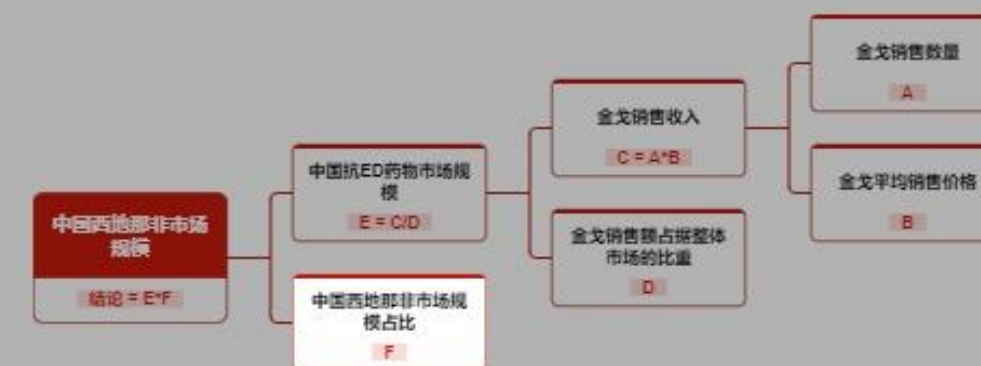 金戈销售数量
A
金戈销售收入
C = A*B
中国抗ED药物市场规
模
E = C/D
金戈平均销售价格
B
中国西地那非市场
规模
结论 = E*F
金戈销售额占据整体
市场的比重
D
中国西地那非市场规
模占比
F